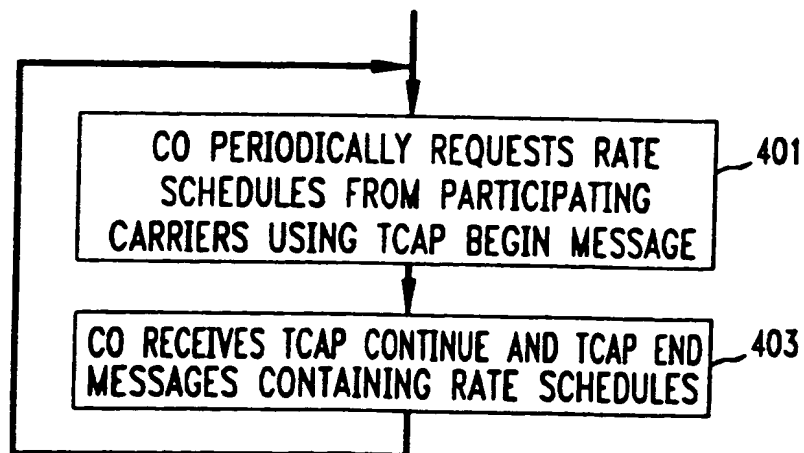 CO PERIODICALLY REQUESTS RATE
SCHEDULES FROM PARTICIPATING
CARRIERS USING TCAP BEGIN MESSAGE
401
CO RECEIVES TCAP CONTINUE AND TCAP END
MESSAGES CONTAINING RATE SCHEDULES
403